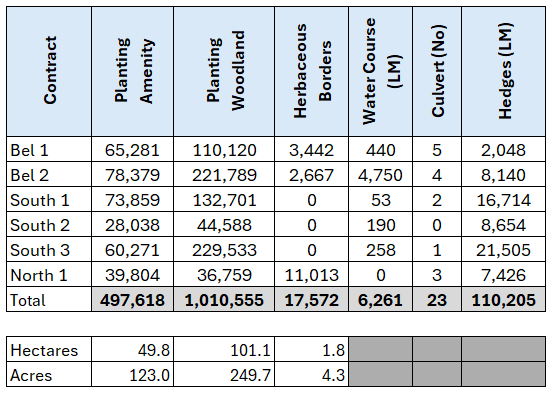 Contract Planting Amenity Planting Woodland Herbaceous Borders Water Course (LM) Culvert (No) Hedges (LM)
Bel 1 65,281 110,120 3,442 440 5 2,048
Bel 2 78,379 221,789 2,667 4,750 4 8,140
South 1 73,859 132,701 0 53 2 16,714
South 2 28,038 44,588 0 190 0 8,654
South 3 60,271 229,533 0 258 1 21,505
North 1 39,804 36,759 11,013 0 3 7,426
Total 497,618 1,010,555 17,572 6,261 23 110,205
Hectares 49.8 101.1 1.8
Acres 123.0 249.7 4.3